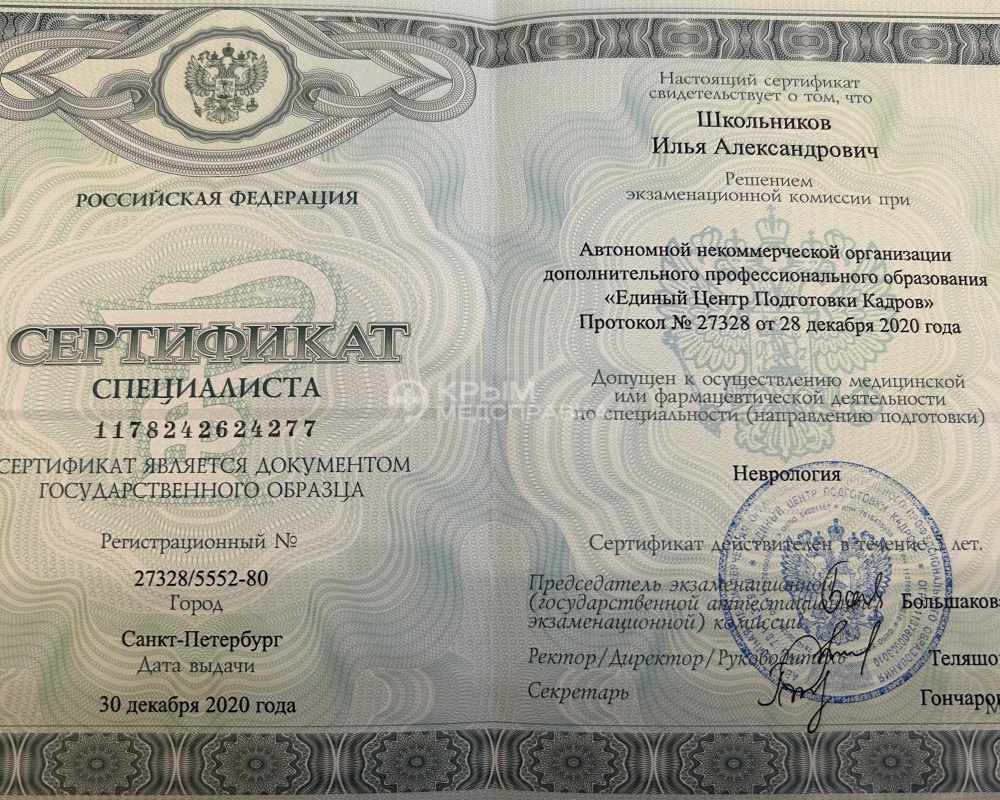 РОССИЙСКАЯ ФЕДЕРАЦИЯ
СЕРТИФИКАТ
СПЕЦИАЛИСТА
1178242624277
СЕРТИФИКАТ ЯВЛЯЕТСЯ ДОКУМЕНТОМ
ГОСУДАРСТВЕННОГО ОБРАЗЦА
Регистрационный №
27328/5552-80
Город
Санкт-Петербург
Дата выдачи
30 декабря 2020 года
Настоящий сертификат
свидетельствует о том, что
Школьников
Илья Александрович
Решением
экзаменационной комиссии при
Автономной некоммерческой организации
дополнительного профессионального образования
«Единый Центр Подготовки Кадров»
Протокол № 27328 от 28 декабря 2020 года
Допущен к осуществлению медицинской
или фармацевтической деятельности
по специальности (направлению подготовки)
Неврология
Сертификат действителен в течение лет.
Председатель экзаменационной
(государственной аттестационной,
экзаменационной) комиссии
Большакова
Ректор/Директор/Руководитель
Теляшо
Секретарь
Гончаро
КРЫМ
МЕДСПРАВ